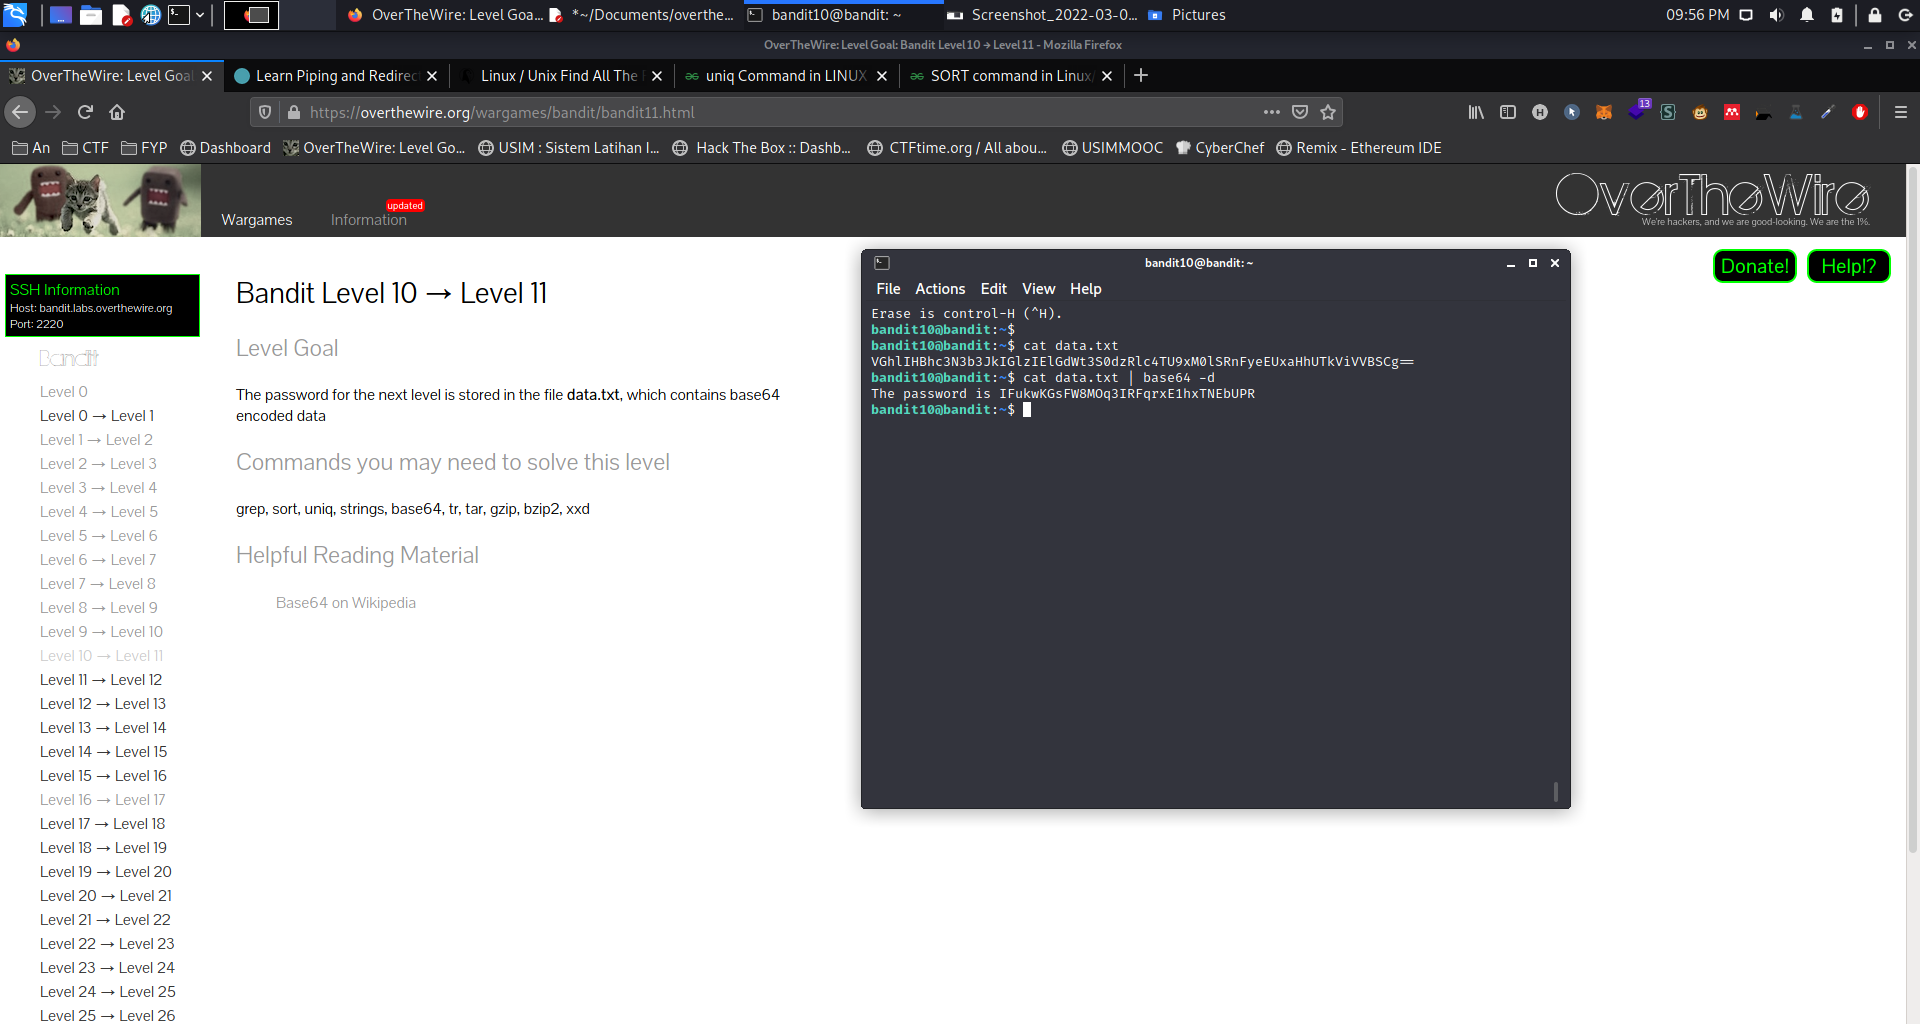 OverTheWire: Level Goa...
*~/Documents/overthe...
bandit10@bandit: ~
Screenshot_2022-03-0...
Pictures
09:56 PM
OverTheWire: Level Goal: Bandit Level 10 → Level 11 - Mozilla Firefox
OverTheWire: Level Goal
Learn Piping and Redirec
Linux / Unix Find All The
uniq Command in LINUX
SORT command in Linux/
https://overthewire.org/wargames/bandit/bandit11.html
13
An
CTF
FYP
Dashboard
OverTheWire: Level Go...
USIM : Sistem Latihan I...
Hack The Box :: Dashb...
CTFtime.org / All abou...
USIMMOOC
CyberChef
Remix - Ethereum IDE
Wargames
Information
updated
OverTheWire
We're hackers, and we are good-looking. We are the 1%.
Donate!
Help!?
SSH Information
Host: bandit.labs.overthewire.org
Port: 2220
Bandit
Level 0
Level 0 → Level 1
Level 1 → Level 2
Level 2 → Level 3
Level 3 → Level 4
Level 4 → Level 5
Level 5 → Level 6
Level 6 → Level 7
Level 7 → Level 8
Level 8 → Level 9
Level 9 → Level 10
Level 10 → Level 11
Level 11 → Level 12
Level 12 → Level 13
Level 13 → Level 14
Level 14 → Level 15
Level 15 → Level 16
Level 16 → Level 17
Level 17 → Level 18
Level 18 → Level 19
Level 19 → Level 20
Level 20 → Level 21
Level 21 → Level 22
Level 22 → Level 23
Level 23 → Level 24
Level 24 → Level 25
Level 25 → Level 26
Bandit Level 10 → Level 11
Level Goal
The password for the next level is stored in the file data.txt, which contains base64
encoded data
Commands you may need to solve this level
grep, sort, uniq, strings, base64, tr, tar, gzip, bzip2, xxd
Helpful Reading Material
Base64 on Wikipedia
bandit10@bandit: ~
File Actions Edit View Help
Erase is control-H (^H).
bandit10@bandit:~$
bandit10@bandit:~$ cat data.txt
VGhlIHBhc3N3b3JkIGlzIElGdWt3S0dzRlc4TU9xM0lSRnFyeEUxaHhUTkViVVBSCg==
bandit10@bandit:~$ cat data.txt | base64 -d
The password is IFukwKGsFW8MOq3IRFqrxE1hxTNEbUPR
bandit10@bandit:~$